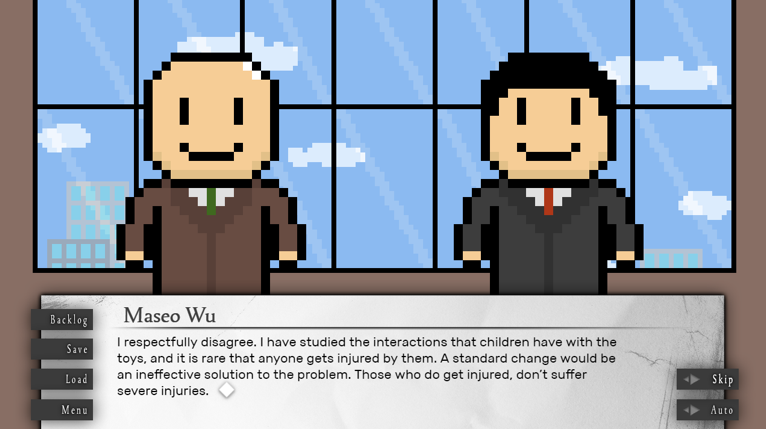 Maseo Wu
Backlog
Save
Load
Menu
I respectfully disagree. I have studied the interactions that children have with the
toys, and it is rare that anyone gets injured by them. A standard change would be
an ineffective solution to the problem. Those who do get injured, don't suffer
severe injuries.
Skip
Auto